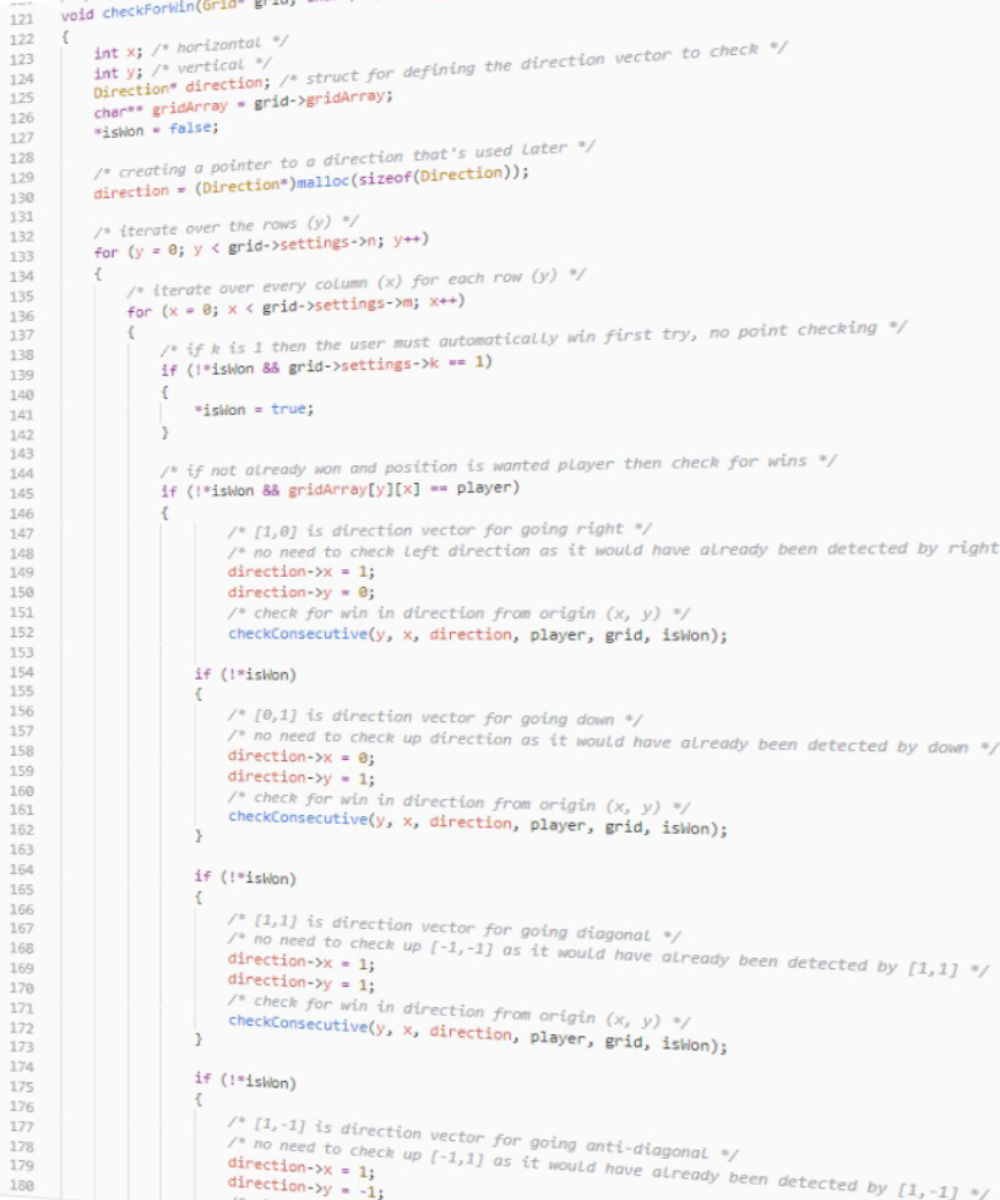 121 void checkForWin(Grid* grid,
122 {
123 int x; /* horizontal */
124 int y; /* vertical */
125 Direction* direction; /* struct for defining the direction vector to check */
126 char** gridArray = grid->gridArray;
127 *isWon = false;
128
129 /* creating a pointer to a direction that's used later */
130 direction = (Direction*)malloc(sizeof(Direction));
131
132 /* iterate over the rows (y) */
133 for (y = 0; y < grid->settings->n; y++)
134 {
135 /* iterate over every column (x) for each row (y) */
136 for (x = 0; x < grid->settings->m; x++)
137 {
138 /* if k is 1 then the user must automatically win first try, no point checking */
139 if (!*isWon && grid->settings->k == 1)
140 {
141 *isWon = true;
142 }
143
144 /* if not already won and position is wanted player then check for wins */
145 if (!*isWon && gridArray[y][x] == player)
146 {
147 /* [1,0] is direction vector for going right */
148 /* no need to check left direction as it would have already been detected by right
149 direction->x = 1;
150 direction->y = 0;
151 /* check for win in direction from origin (x, y) */
152 checkConsecutive(y, x, direction, player, grid, isWon);
153
154 if (!*isWon)
155 {
156 /* [0,1] is direction vector for going down */
157 /* no need to check up direction as it would have already been detected by down */
158 direction->x = 0;
159 direction->y = 1;
160 /* check for win in direction from origin (x, y) */
161 checkConsecutive(y, x, direction, player, grid, isWon);
162 }
163
164 if (!*isWon)
165 {
166 /* [1,1] is direction vector for going diagonal */
167 /* no need to check up [-1,-1] as it would have already been detected by [1,1] */
168 direction->x = 1;
169 direction->y = 1;
170 /* check for win in direction from origin (x, y) */
171 checkConsecutive(y, x, direction, player, grid, isWon);
172 }
173
174 if (!*isWon)
175 {
176 /* [1,-1] is direction vector for going anti-diagonal */
177 /* no need to check up [-1,1] as it would have already been detected by [1,-1] */
178 direction->x = 1;
179 direction->y = -1;
180